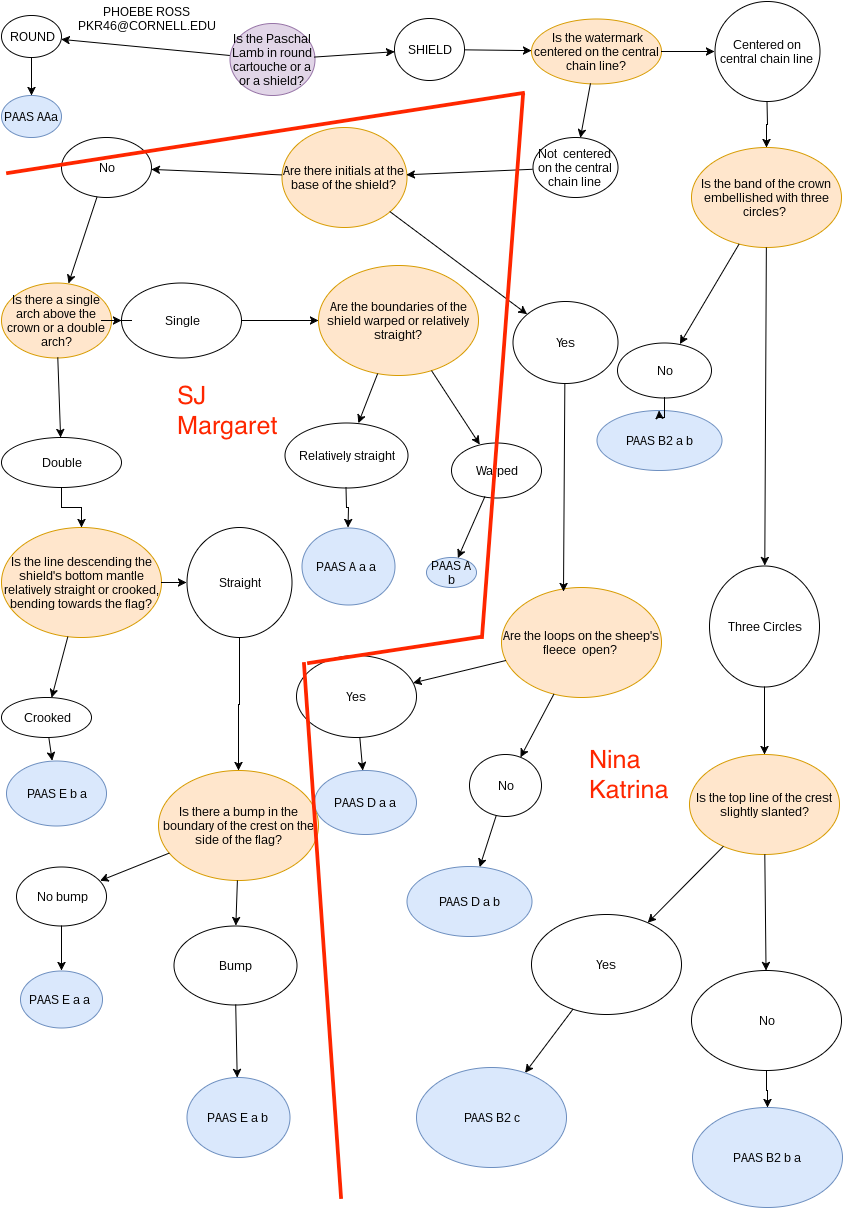 PHOEBE ROSS
PKR46@CORNELL.EDU
ROUND
Is the Paschal
Lamb in round
cartouche or a
or a shield?
SHIELD
Is the watermark
centered on the central
chain line?
Centered on
central chain line
PAAS AAa
No
Are there initials at the
base of the shield?
Not centered
on the central
chain line
Is the band of the crown
embellished with three
circles?
Is there a single
arch above the
crown or a double
arch?
Single
Are the boundaries of the
shield warped or relatively
straight?
Yes
No
SJ
Margaret
PAAS B2 a b
Double
Relatively straight
Warped
Is the line descending the
shield's bottom mantle
relatively straight or crooked,
bending towards the flag?
Straight
PAAS A a a
PAAS A
b
Three Circles
Are the loops on the sheep's
fleece open?
Crooked
Yes
Nina
Katrina
No
PAAS E b a
PAAS D a a
Is the top line of the crest
slightly slanted?
Is there a bump in the
boundary of the crest on the
side of the flag?
No bump
PAAS D a b
Bump
Yes
PAAS E a a
No
PAAS E a b
PAAS B2 c
PAAS B2 b a